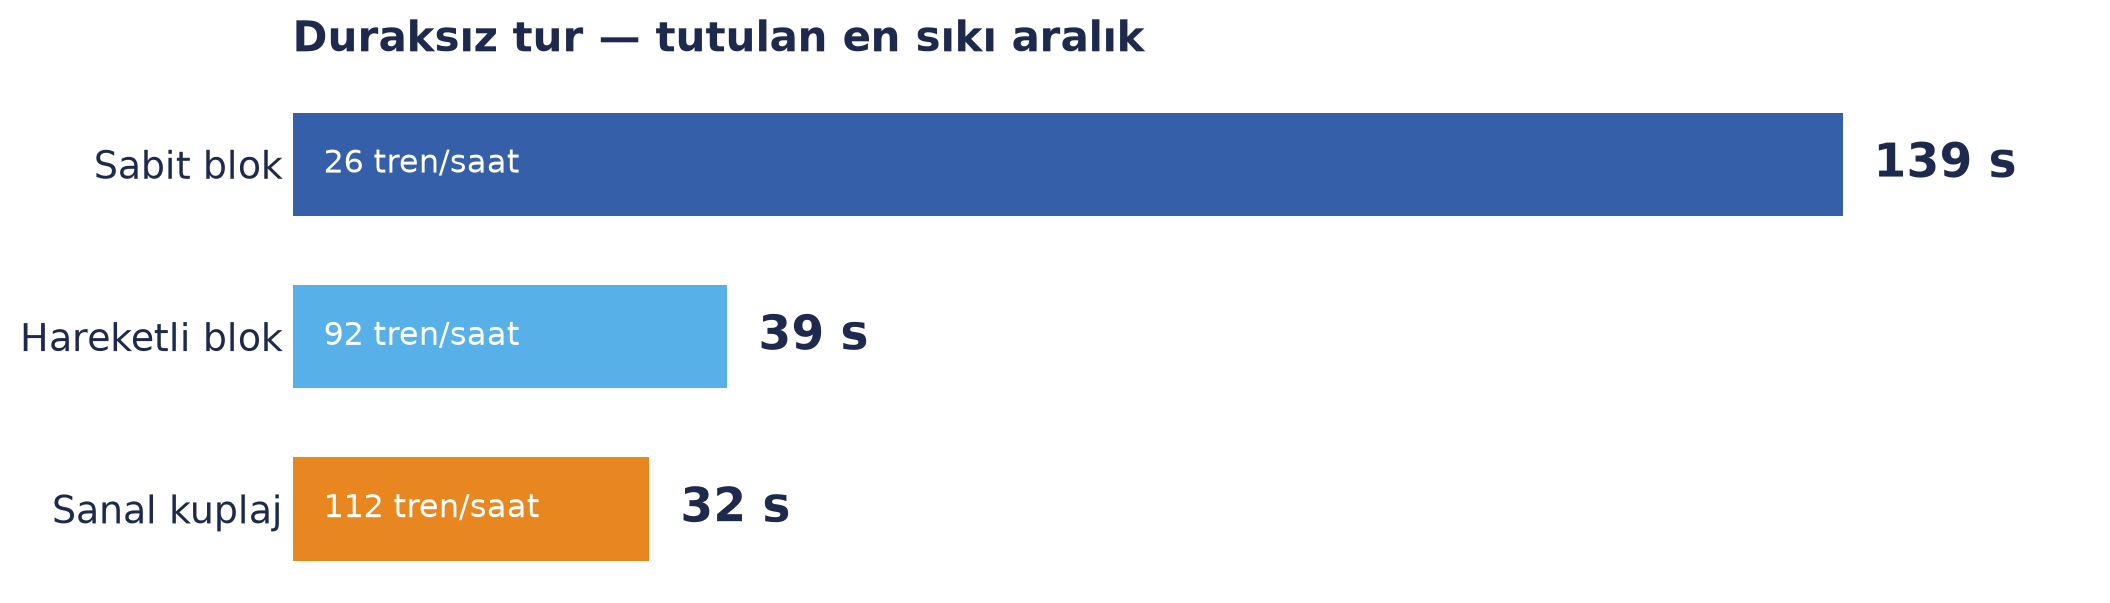 Duraksız tur — tutulan en sıkı aralık
Sabit blok 26 tren/saat 139 s
Hareketli blok 92 tren/saat 39 s
Sanal kuplaj 112 tren/saat 32 s